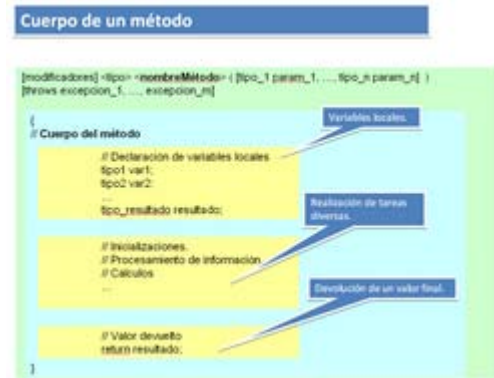 Cuerpo de un método
[modificadores] <tipo> <nombreMétodo> ( [tipo_1 param_1, ..., tipo_n param_n] )
[throws excepcion_1, ..., excepcion_m]
{
// Cuerpo del método
Variables locales.
// Declaración de variables locales
tipo1 var1;
tipo2 var2;
...
tipo_resultado resultado;
Realización de tareas
diversas.
// Inicializaciones.
// Procesamiento de información
// Calculos
...
Devolución de un valor final.
// Valor devuelto
return resultado;
}